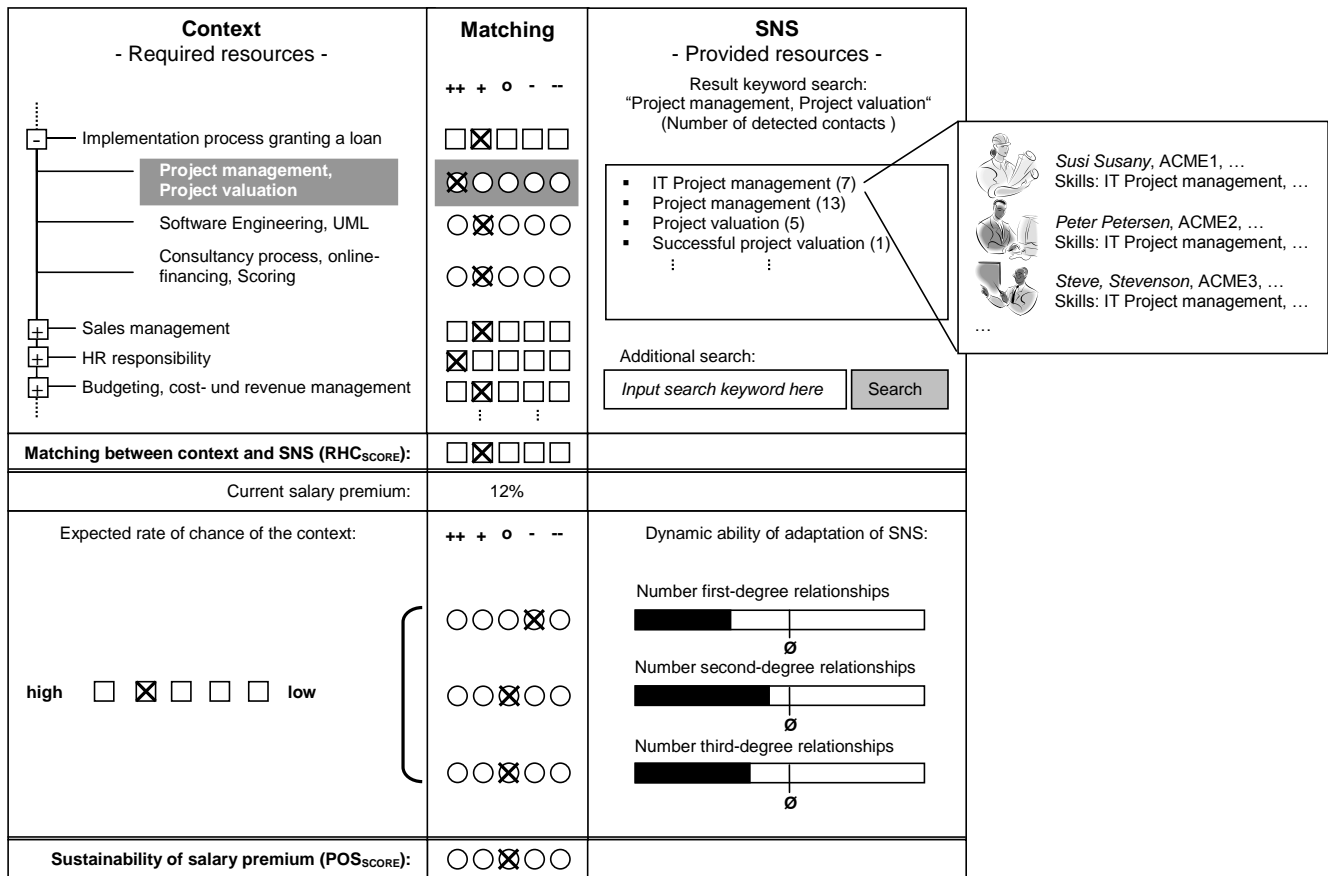 Context
- Required resources -
Matching
SNS
- Provided resources -
++ + o - --
Result keyword search:
“Project management, Project valuation“
(Number of detected contacts )
Implementation process granting a loan
Project management,
Project valuation
Software Engineering, UML
Consultancy process, online-
financing, Scoring
Sales management
HR responsibility
Budgeting, cost- und revenue management
▪ IT Project management (7)
▪ Project management (13)
▪ Project valuation (5)
▪ Successful project valuation (1)
Susi Susany, ACME1, …
Skills: IT Project management, …
Peter Petersen, ACME2, …
Skills: IT Project management, …
Steve, Stevenson, ACME3, …
Skills: IT Project management, …
…
Additional search:
Input search keyword here
Search
Matching between context and SNS (RHCSCORE):
Current salary premium:
12%
Expected rate of chance of the context:
++ + o - --
Dynamic ability of adaptation of SNS:
high
low
Number first-degree relationships
Ø
Number second-degree relationships
Ø
Number third-degree relationships
Ø
Sustainability of salary premium (POSSCORE):